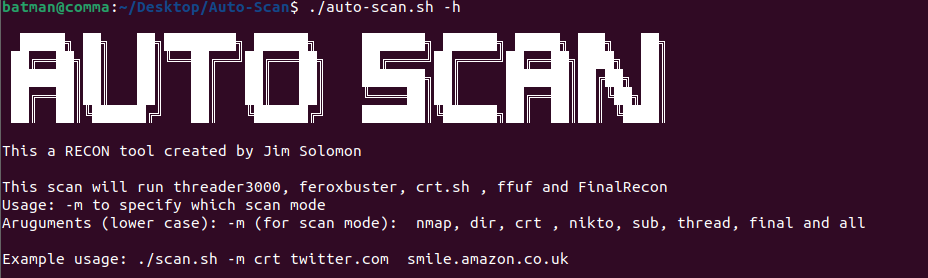 batman@comma:~/Desktop/Auto-Scan$ ./auto-scan.sh -h
AUTO SCAN
This a RECON tool created by Jim Solomon
This scan will run threader3000, feroxbuster, crt.sh , ffuf and FinalRecon
Usage: -m to specify which scan mode
Aruguments (lower case): -m (for scan mode):  nmap, dir, crt , nikto, sub, thread, final and all
Example usage: ./scan.sh -m crt twitter.com  smile.amazon.co.uk